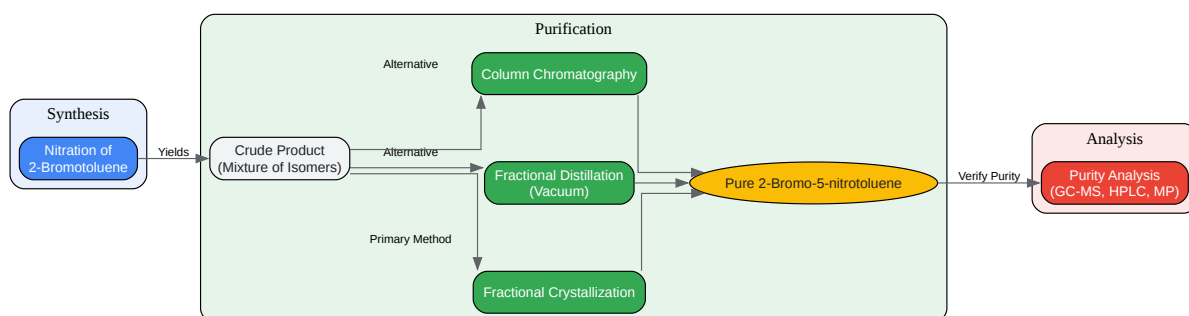 Synthesis
Nitration of
2-Bromotoluene
Yields
Purification
Crude Product
(Mixture of Isomers)
Alternative
Column Chromatography
Alternative
Fractional Distillation
(Vacuum)
Primary Method
Fractional Crystallization
Pure 2-Bromo-5-nitrotoluene
Verify Purity
Analysis
Purity Analysis
(GC-MS, HPLC, MP)